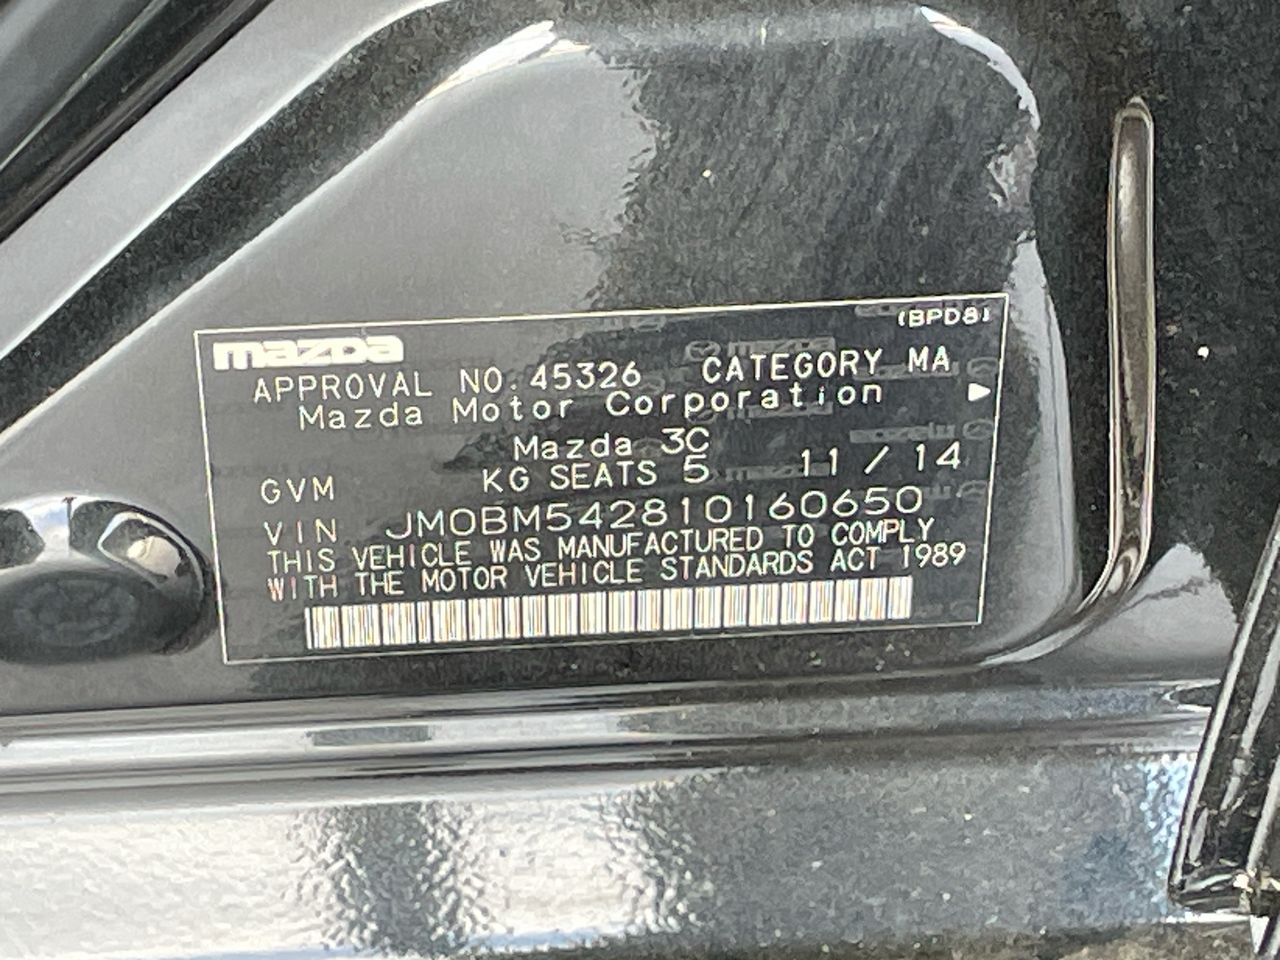 (BPD8)
mazda
APPROVAL NO. 45326 CATEGORY MA
Mazda Motor Corporation
Mazda 3C
GVM KG SEATS 5 11 / 14
VIN JM0BM542810160650
THIS VEHICLE WAS MANUFACTURED TO COMPLY
WITH THE MOTOR VEHICLE STANDARDS ACT 1989